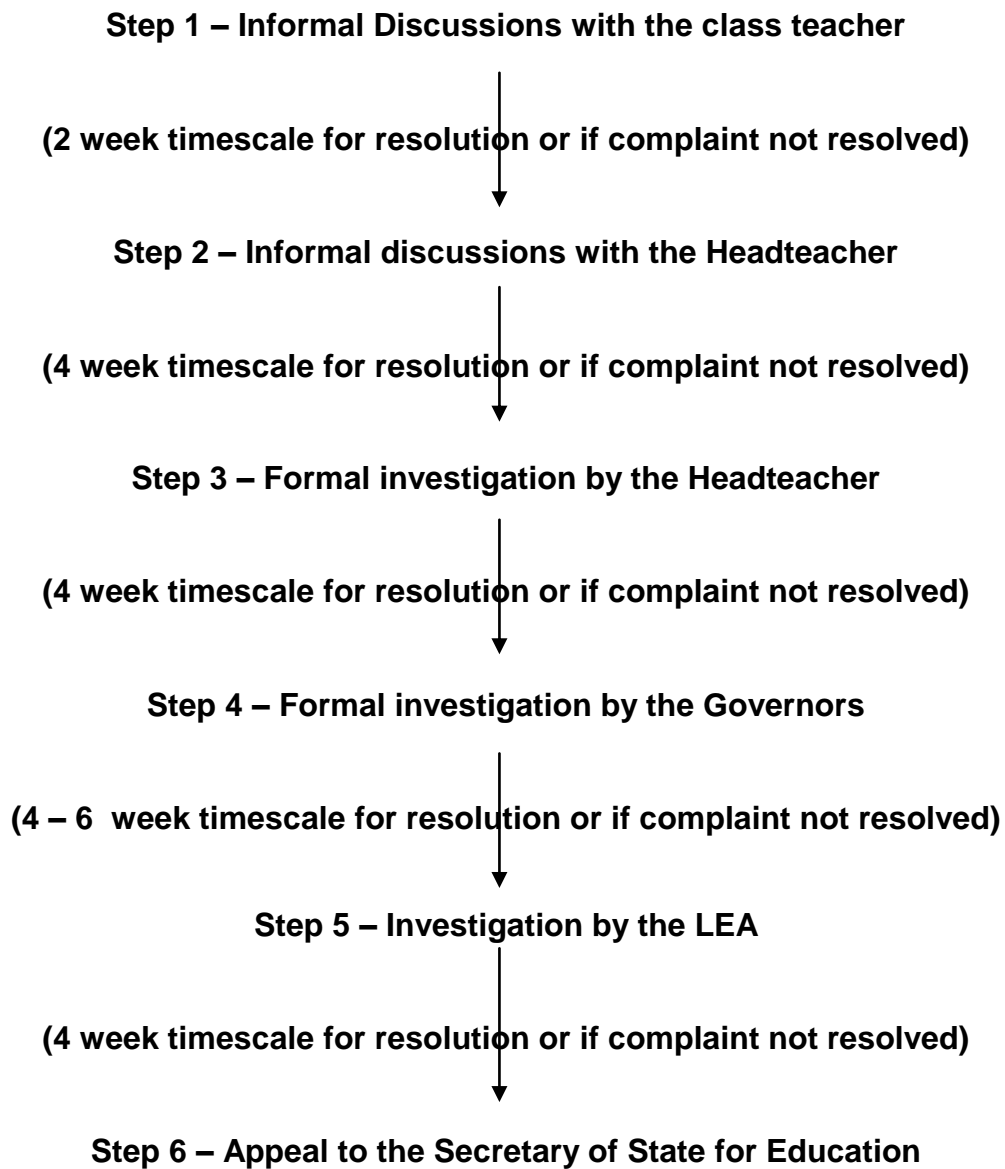 Step 1 – Informal Discussions with the class teacher
(2 week timescale for resolution or if complaint not resolved)
Step 2 – Informal discussions with the Headteacher
(4 week timescale for resolution or if complaint not resolved)
Step 3 – Formal investigation by the Headteacher
(4 week timescale for resolution or if complaint not resolved)
Step 4 – Formal investigation by the Governors
(4 – 6  week timescale for resolution or if complaint not resolved)
Step 5 – Investigation by the LEA
(4 week timescale for resolution or if complaint not resolved)
Step 6 – Appeal to the Secretary of State for Education